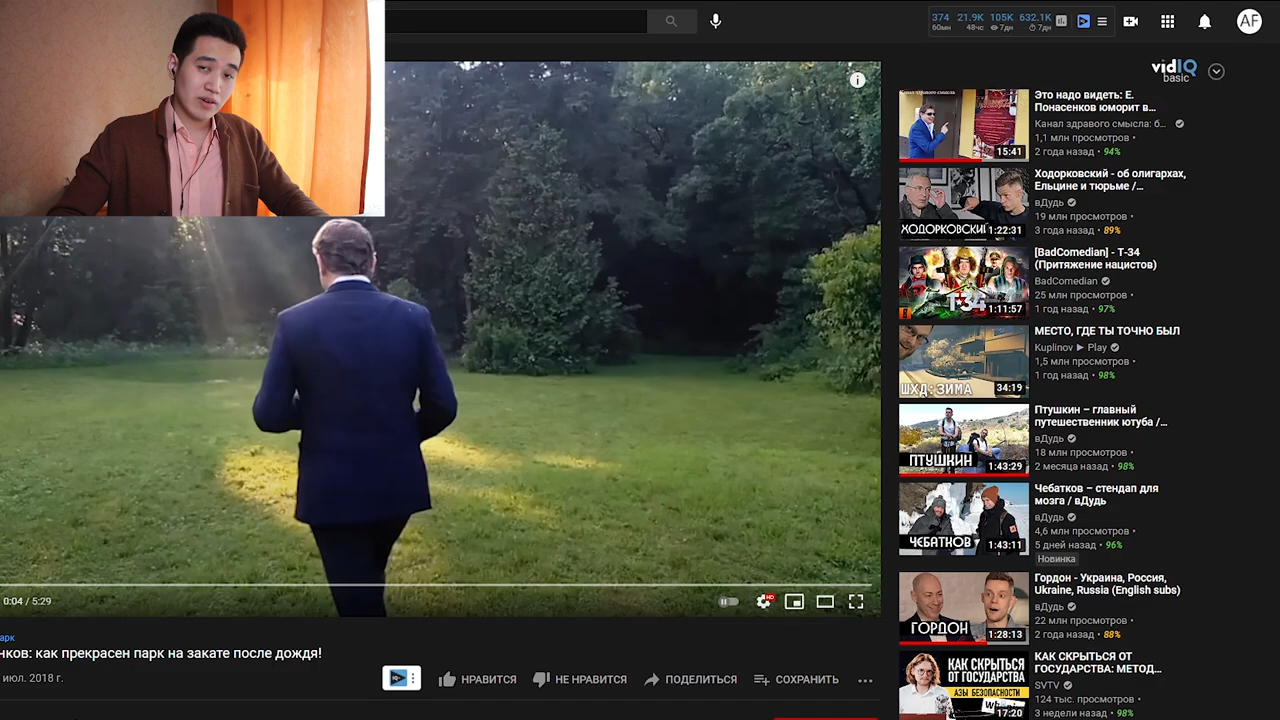 374 21.9K 105K 632.1K
60мн 48чс 7дн 7дн
AF
vidIQ
basic
0:04 / 5:29
HD
арк
нков: как прекрасен парк на закате после дождя!
июл. 2018 г.
НРАВИТСЯ
НЕ НРАВИТСЯ
ПОДЕЛИТЬСЯ
СОХРАНИТЬ
15:41
Это надо видеть: Е.
Понасенков юморит в...
Канал здравого смысла: б...
1,1 млн просмотров •
2 года назад • 94%
ХОДОРКОВСКИЙ
1:22:31
Ходорковский - об олигархах,
Ельцине и тюрьме /...
вДудь
19 млн просмотров •
3 года назад • 89%
Т-34
1:11:57
[BadComedian] - Т-34
(Притяжение нацистов)
BadComedian
25 млн просмотров •
1 год назад • 97%
ШХД: ЗИМА
34:19
МЕСТО, ГДЕ ТЫ ТОЧНО БЫЛ
Kuplinov ► Play
1,5 млн просмотров •
1 год назад • 98%
ПТУШКИН
1:43:29
Птушкин – главный
путешественник ютуба /...
вДудь
18 млн просмотров •
2 месяца назад • 98%
ЧЕБАТКОВ
1:43:11
Чебатков – стендап для
мозга / вДудь
вДудь
4,6 млн просмотров •
5 дней назад • 96%
Новинка
ГОРДОН
1:28:13
Гордон - Украина, Россия,
Ukraine, Russia (English subs)
вДудь
22 млн просмотров •
2 года назад • 88%
КАК СКРЫТЬСЯ
ОТ ГОСУДАРСТВА
АЗЫ БЕЗОПАСНОСТИ
17:20
КАК СКРЫТЬСЯ ОТ
ГОСУДАРСТВА: МЕТОД...
SVTV
124 тыс. просмотров •
3 недели назад • 98%